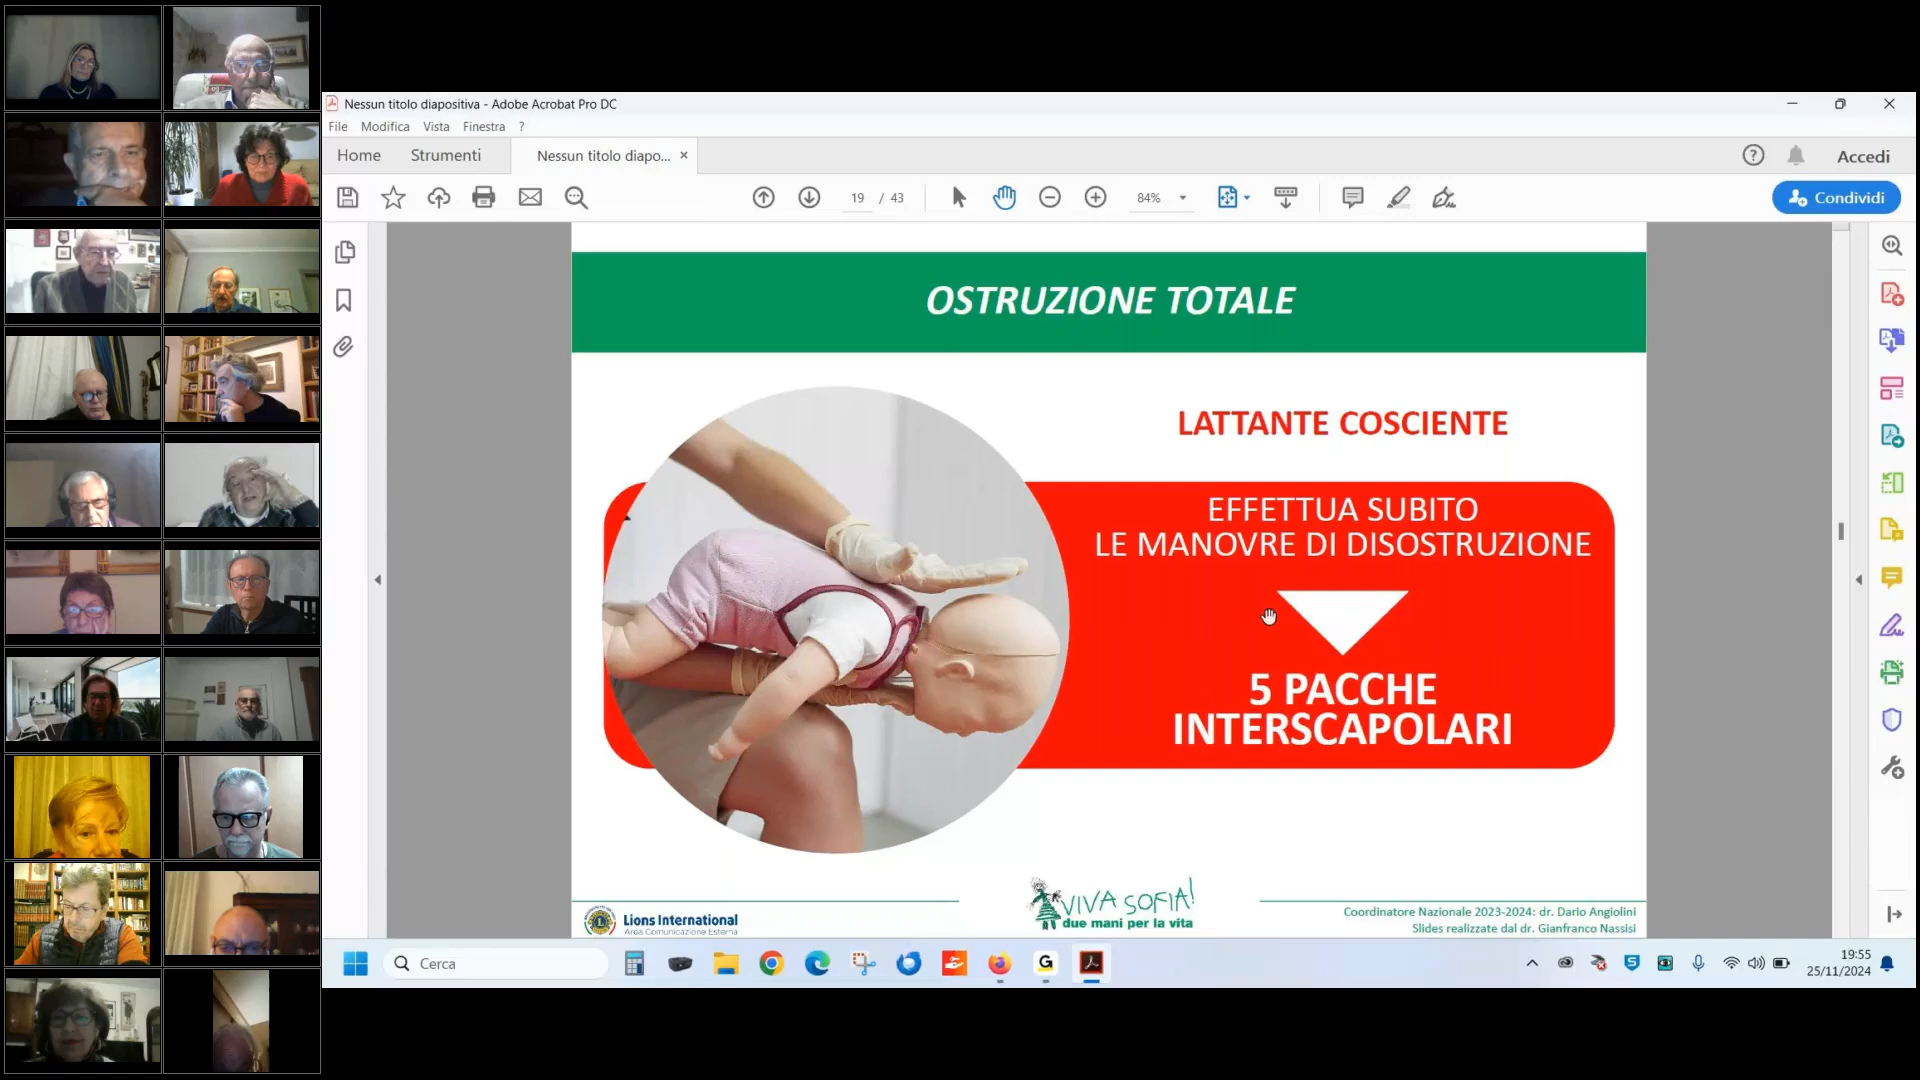 Nessun titolo diapositiva - Adobe Acrobat Pro DC
File Modifica Vista Finestra ?
Home Strumenti Nessun titolo diapo... Accedi
19 / 43 84% Condividi
OSTRUZIONE TOTALE
LATTANTE COSCIENTE
EFFETTUA SUBITO
LE MANOVRE DI DISOSTRUZIONE
5 PACCHE
INTERSCAPOLARI
Lions International
Area Comunicazione Esterna
VIVA SOFIA!
due mani per la vita
Coordinatore Nazionale 2023-2024: dr. Dario Angiolini
Slides realizzate dal dr. Gianfranco Nassisi
Cerca
19:55
25/11/2024